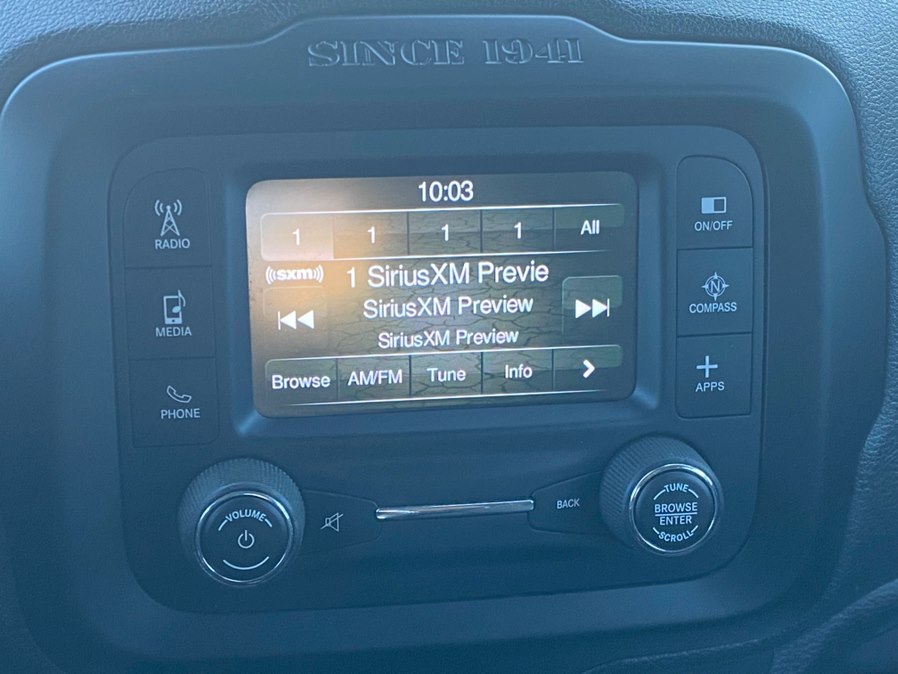 SINCE 1941
10:03
1 1 1 1 All
((sxm)) 1 SiriusXM Previe
SiriusXM Preview
SiriusXM Preview
Browse AM/FM Tune Info >
RADIO
MEDIA
PHONE
ON/OFF
N
COMPASS
APPS
VOLUME
BACK
TUNE
BROWSE
ENTER
SCROLL